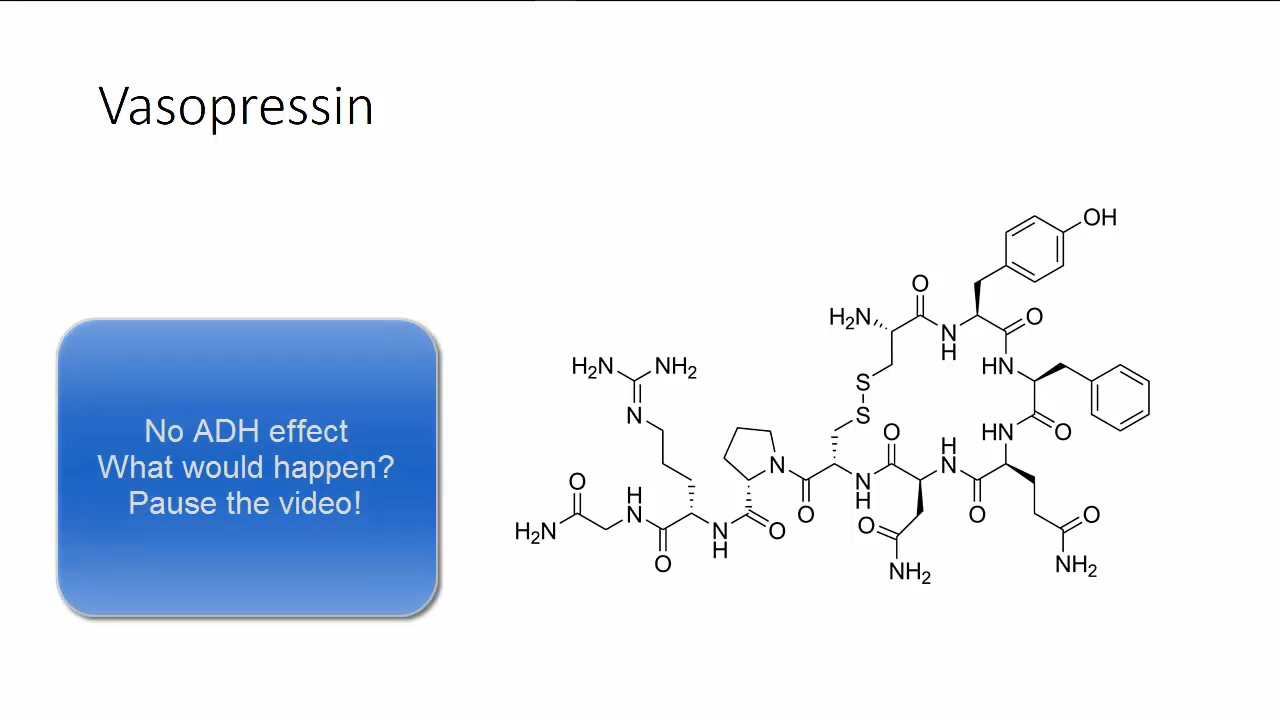 Vasopressin
No ADH effect
What would happen?
Pause the video!
OH
O
H₂N
O
N
H
HN
H₂N
NH₂
S
S
N
O
HN
O
H
N
O
H
N
N
O
N
H
O
O
O
O
H₂N
N
H
O
O
NH₂
NH₂